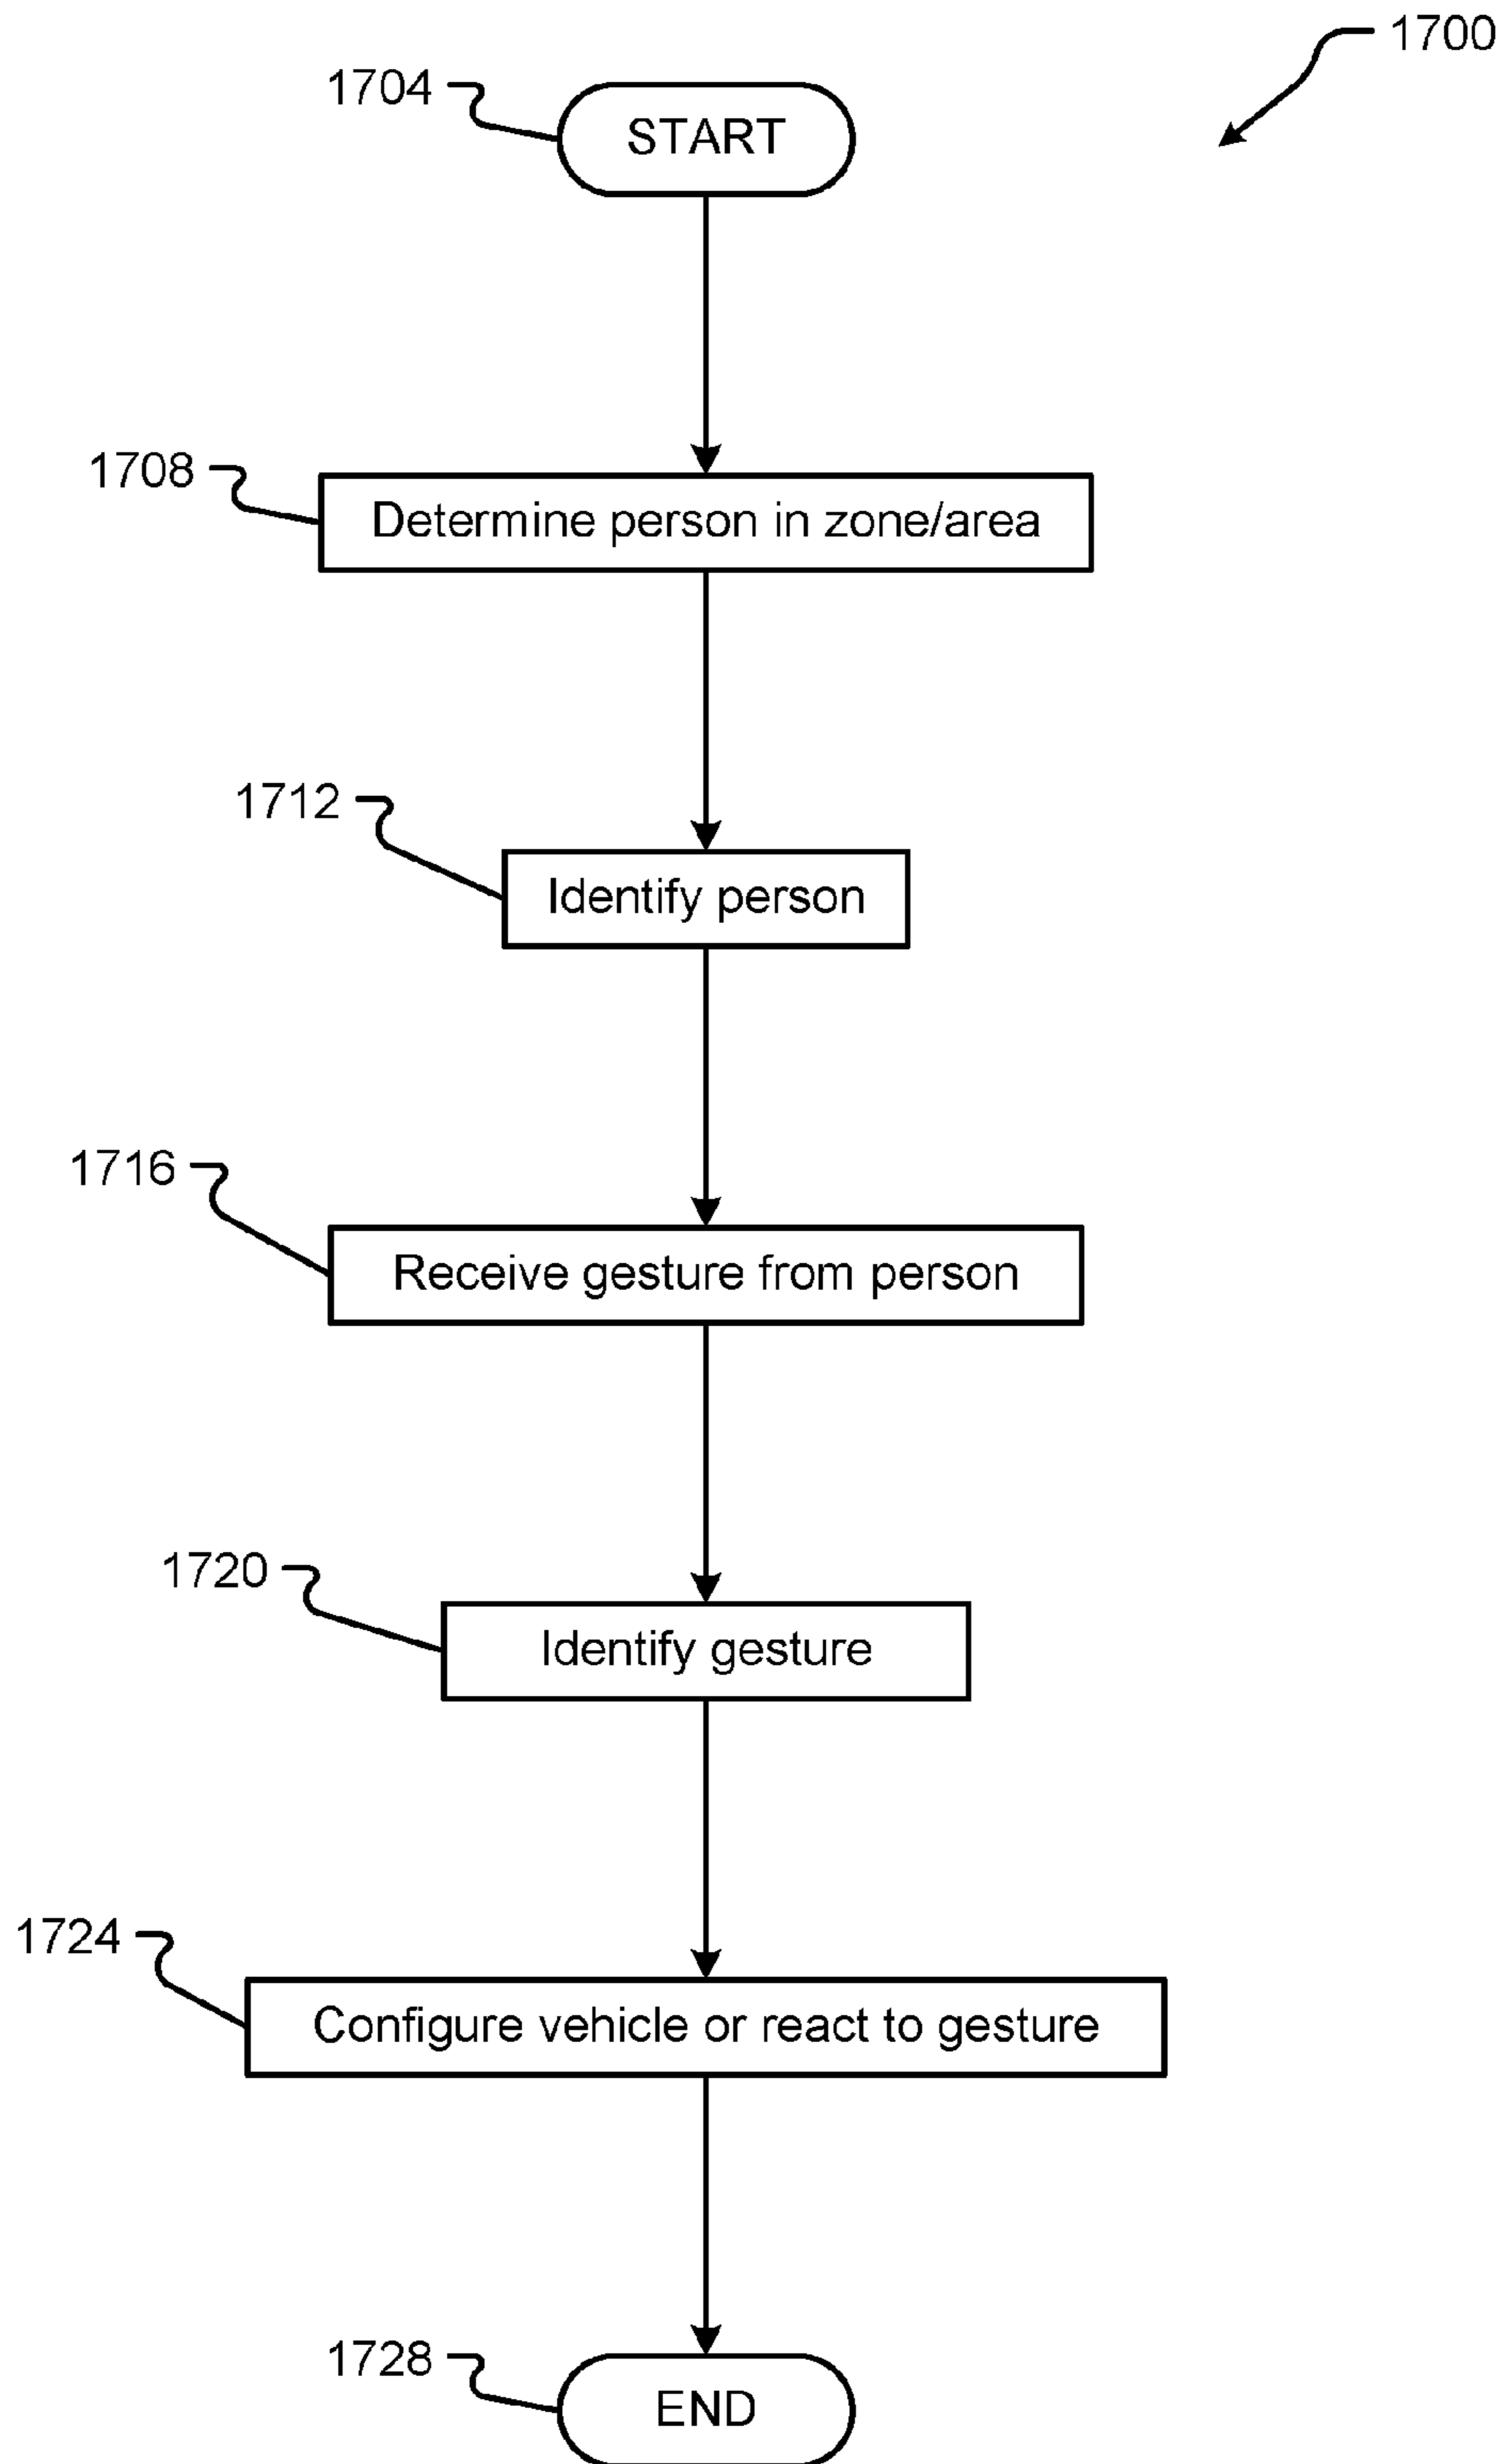 1700
1704
START
1708
Determine person in zone/area
1712
Identify person
1716
Receive gesture from person
1720
Identify gesture
1724
Configure vehicle or react to gesture
1728
END